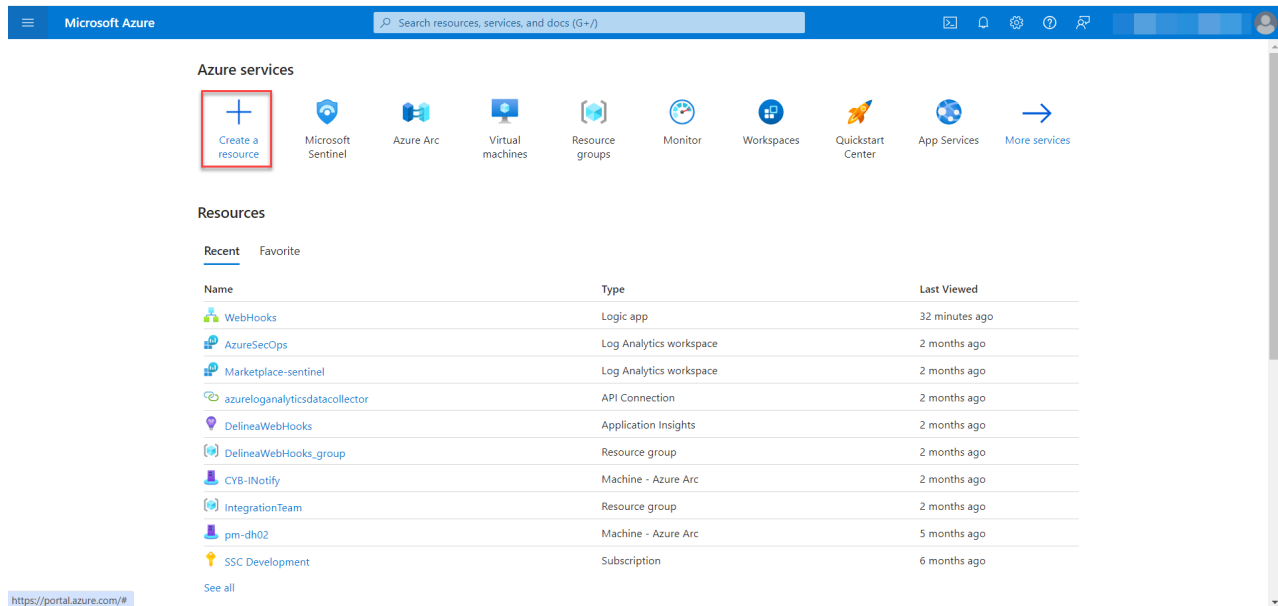 Microsoft Azure
Search resources, services, and docs (G+/)
Azure services
Create a resource
Microsoft Sentinel
Azure Arc
Virtual machines
Resource groups
Monitor
Workspaces
Quickstart Center
App Services
More services
Resources
Recent Favorite
Name Type Last Viewed
WebHooks Logic app 32 minutes ago
AzureSecOps Log Analytics workspace 2 months ago
Marketplace-sentinel Log Analytics workspace 2 months ago
azureloganalyticsdatacollector API Connection 2 months ago
DelineaWebHooks Application Insights 2 months ago
DelineaWebHooks_group Resource group 2 months ago
CYB-INotify Machine - Azure Arc 2 months ago
IntegrationTeam Resource group 2 months ago
pm-dh02 Machine - Azure Arc 5 months ago
SSC Development Subscription 6 months ago
See all
https://portal.azure.com/#